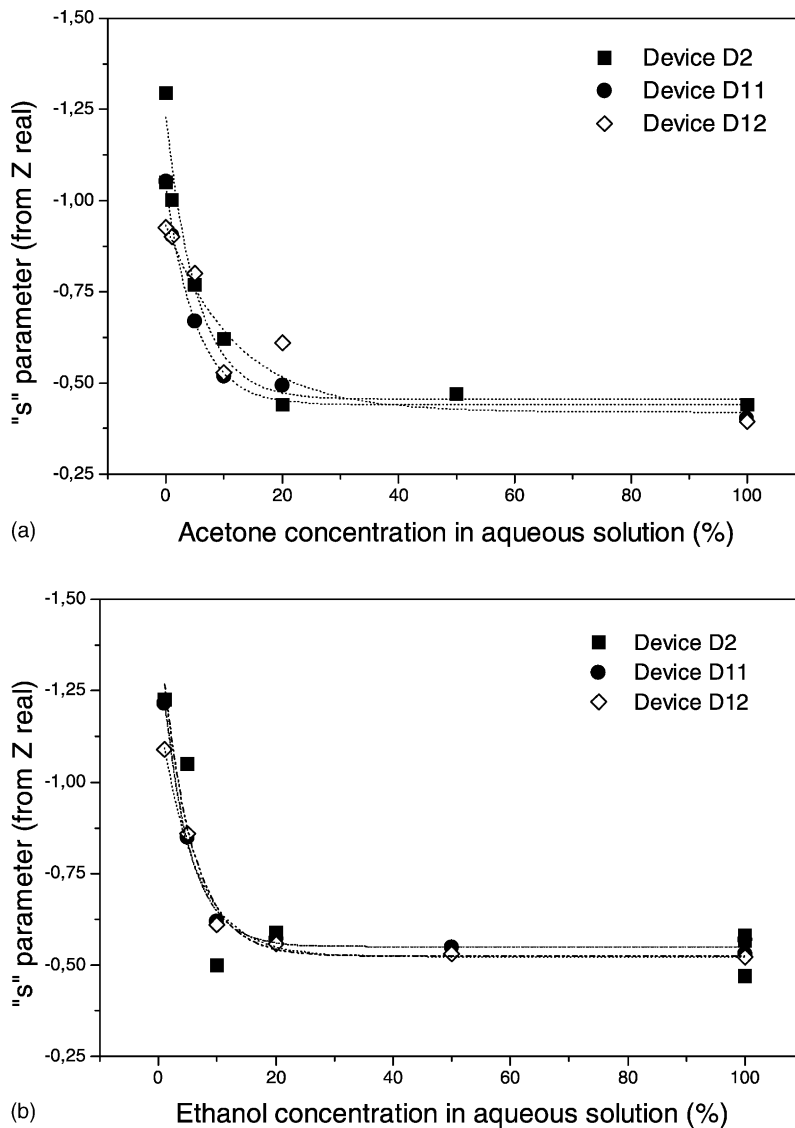 -1,50
-1,25
-1,00
-0,75
-0,50
-0,25
"s" parameter (from Z real)
Device D2
Device D11
Device D12
0 20 40 60 80 100
(a) Acetone concentration in aqueous solution (%)
-1,50
-1,25
-1,00
-0,75
-0,50
-0,25
"s" parameter (from Z real)
Device D2
Device D11
Device D12
0 20 40 60 80 100
(b) Ethanol concentration in aqueous solution (%)